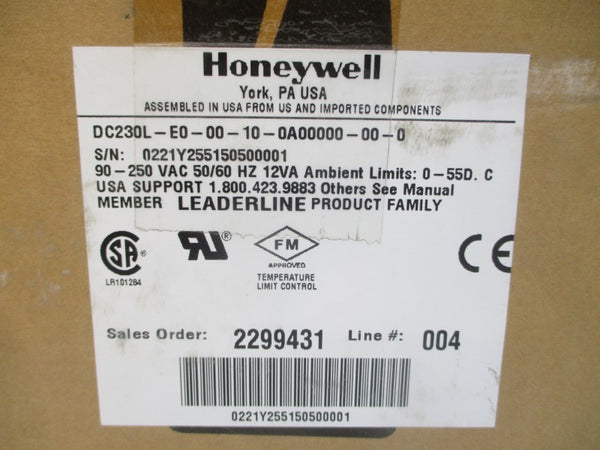 Honeywell
York, PA USA
ASSEMBLED IN USA FROM US AND IMPORTED COMPONENTS
DC230L-E0-00-10-0A00000-00-0
S/N: 0221Y255150500001
90-250 VAC 50/60 HZ 12VA Ambient Limits: 0-55D. C
USA SUPPORT 1.800.423.9883 Others See Manual
MEMBER LEADERLINE PRODUCT FAMILY
SA ® RU ® FM CE
APPROVED
LR101284 TEMPERATURE
LIMIT CONTROL
Sales Order: 2299431 Line #: 004
0221Y255150500001